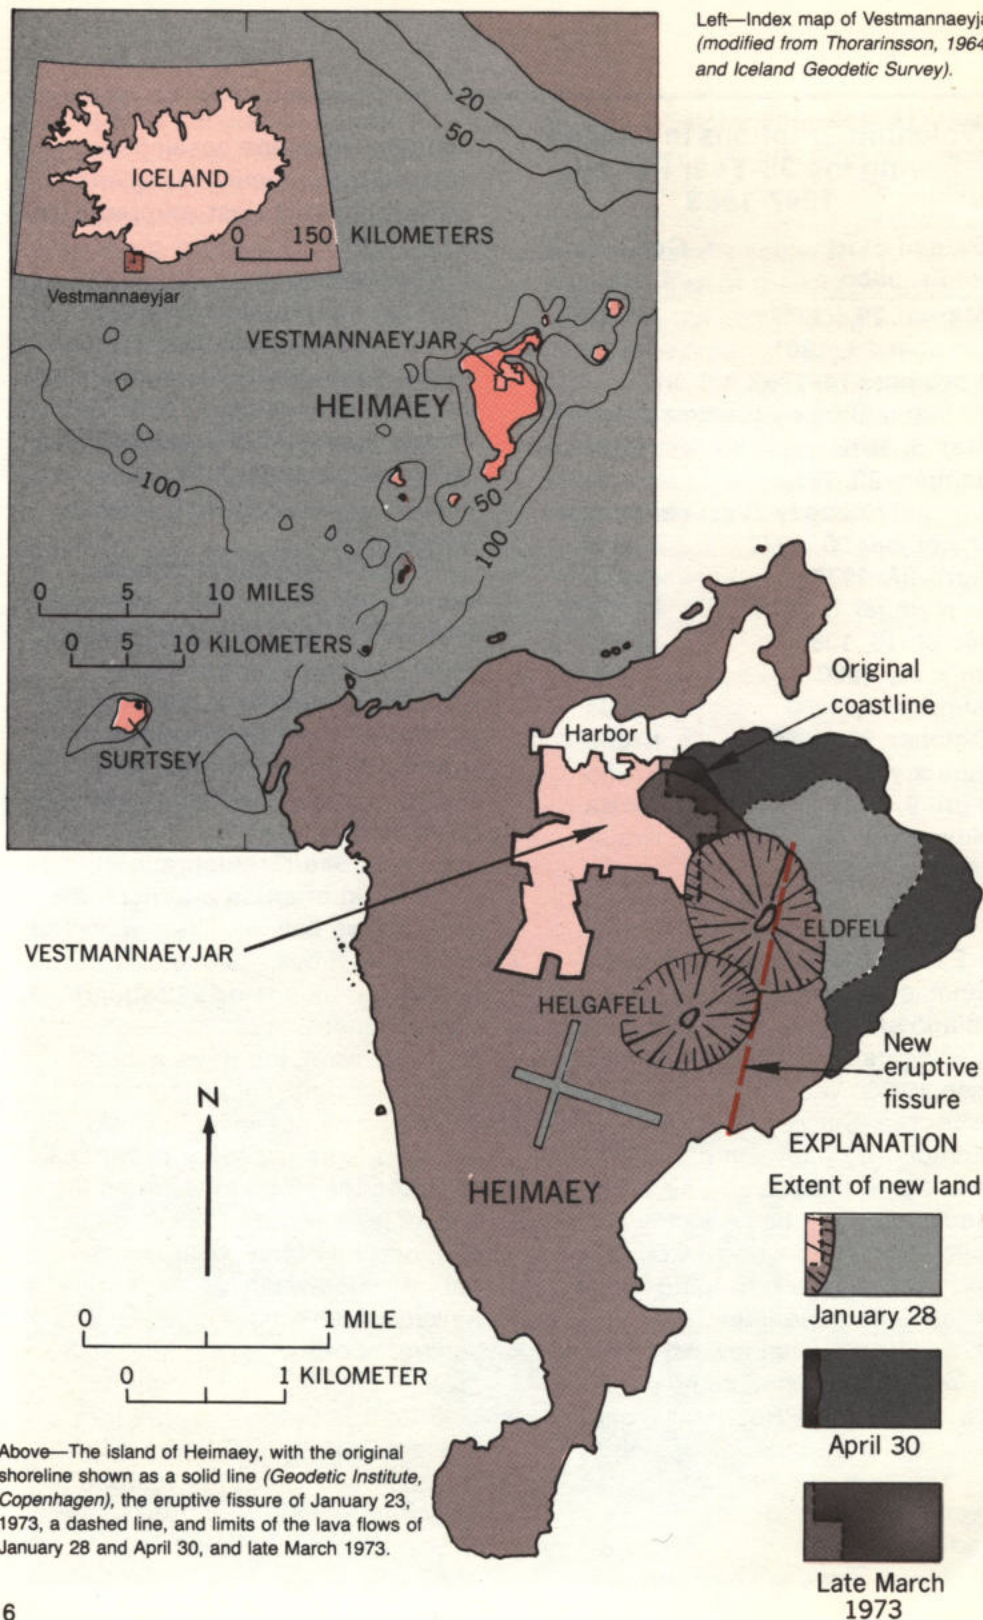 Left—Index map of Vestmannaeyja
(modified from Thorarinsson, 1964
and Iceland Geodetic Survey).
20
50
ICELAND
0 150 KILOMETERS
Vestmannaeyjar
VESTMANNAEYJAR
HEIMAEY
100
50
100
0 5 10 MILES
0 5 10 KILOMETERS
SURTSEY
Original
coastline
Harbor
VESTMANNAEYJAR
ELDFELL
HELGAFELL
New
eruptive
fissure
N
HEIMAEY
0 1 MILE
0 1 KILOMETER
EXPLANATION
Extent of new land
January 28
April 30
Late March
1973
Above—The island of Heimaey, with the original
shoreline shown as a solid line (Geodetic Institute,
Copenhagen), the eruptive fissure of January 23,
1973, a dashed line, and limits of the lava flows of
January 28 and April 30, and late March 1973.
6